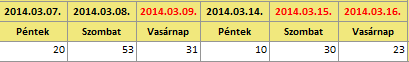 2014.03.07. 2014.03.08. 2014.03.09. 2014.03.14. 2014.03.15. 2014.03.16.
Péntek Szombat Vasárnap Péntek Szombat Vasárnap
20 53 31 10 30 23